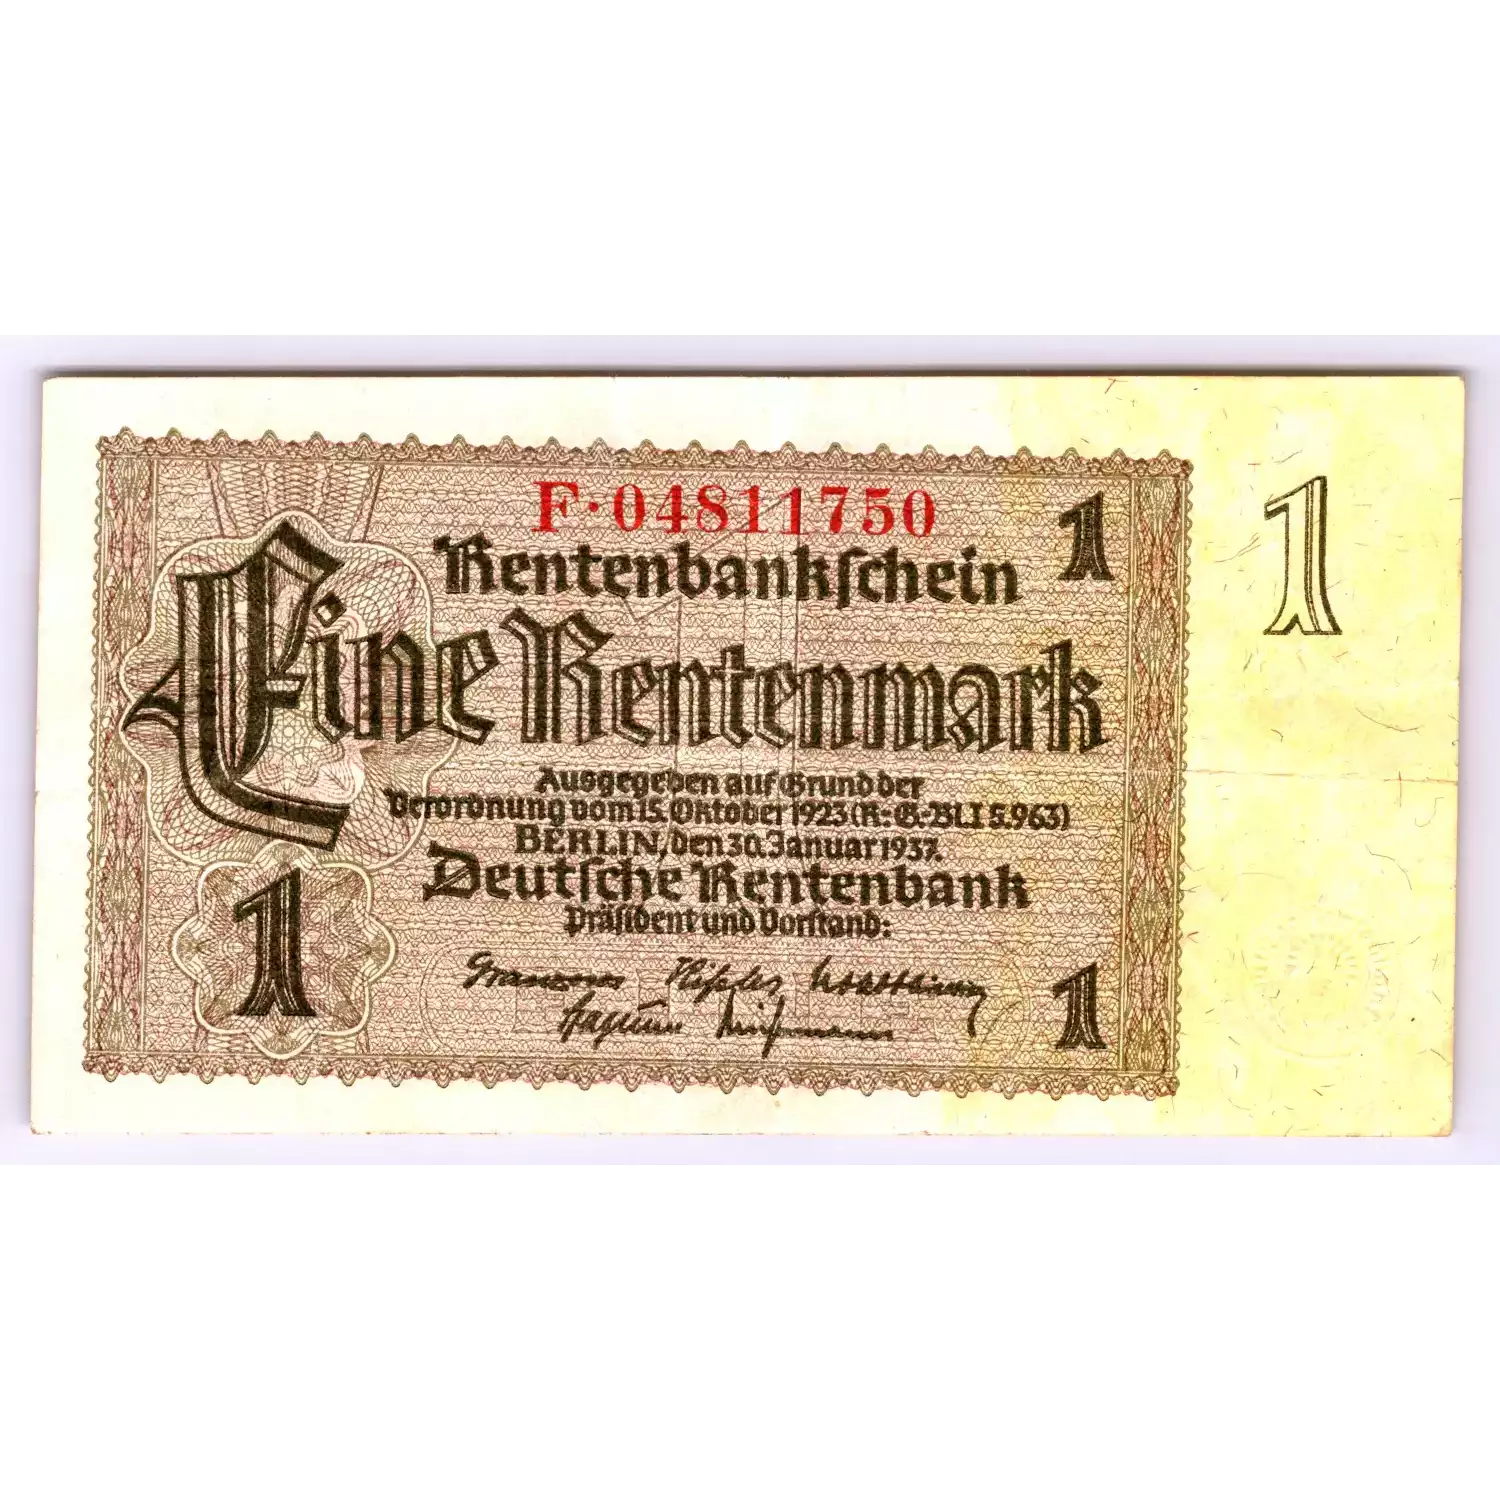 F·04811750
1
1
Rentenbankschein
Eine Rentenmark
Ausgegeben auf Grund der
Verordnung vom 15. Oktober 1923 (R.-G.-Bl. I S. 963)
BERLIN, den 30. Januar 1937.
Deutsche Rentenbank
Präsident und Vorstand:
1
1